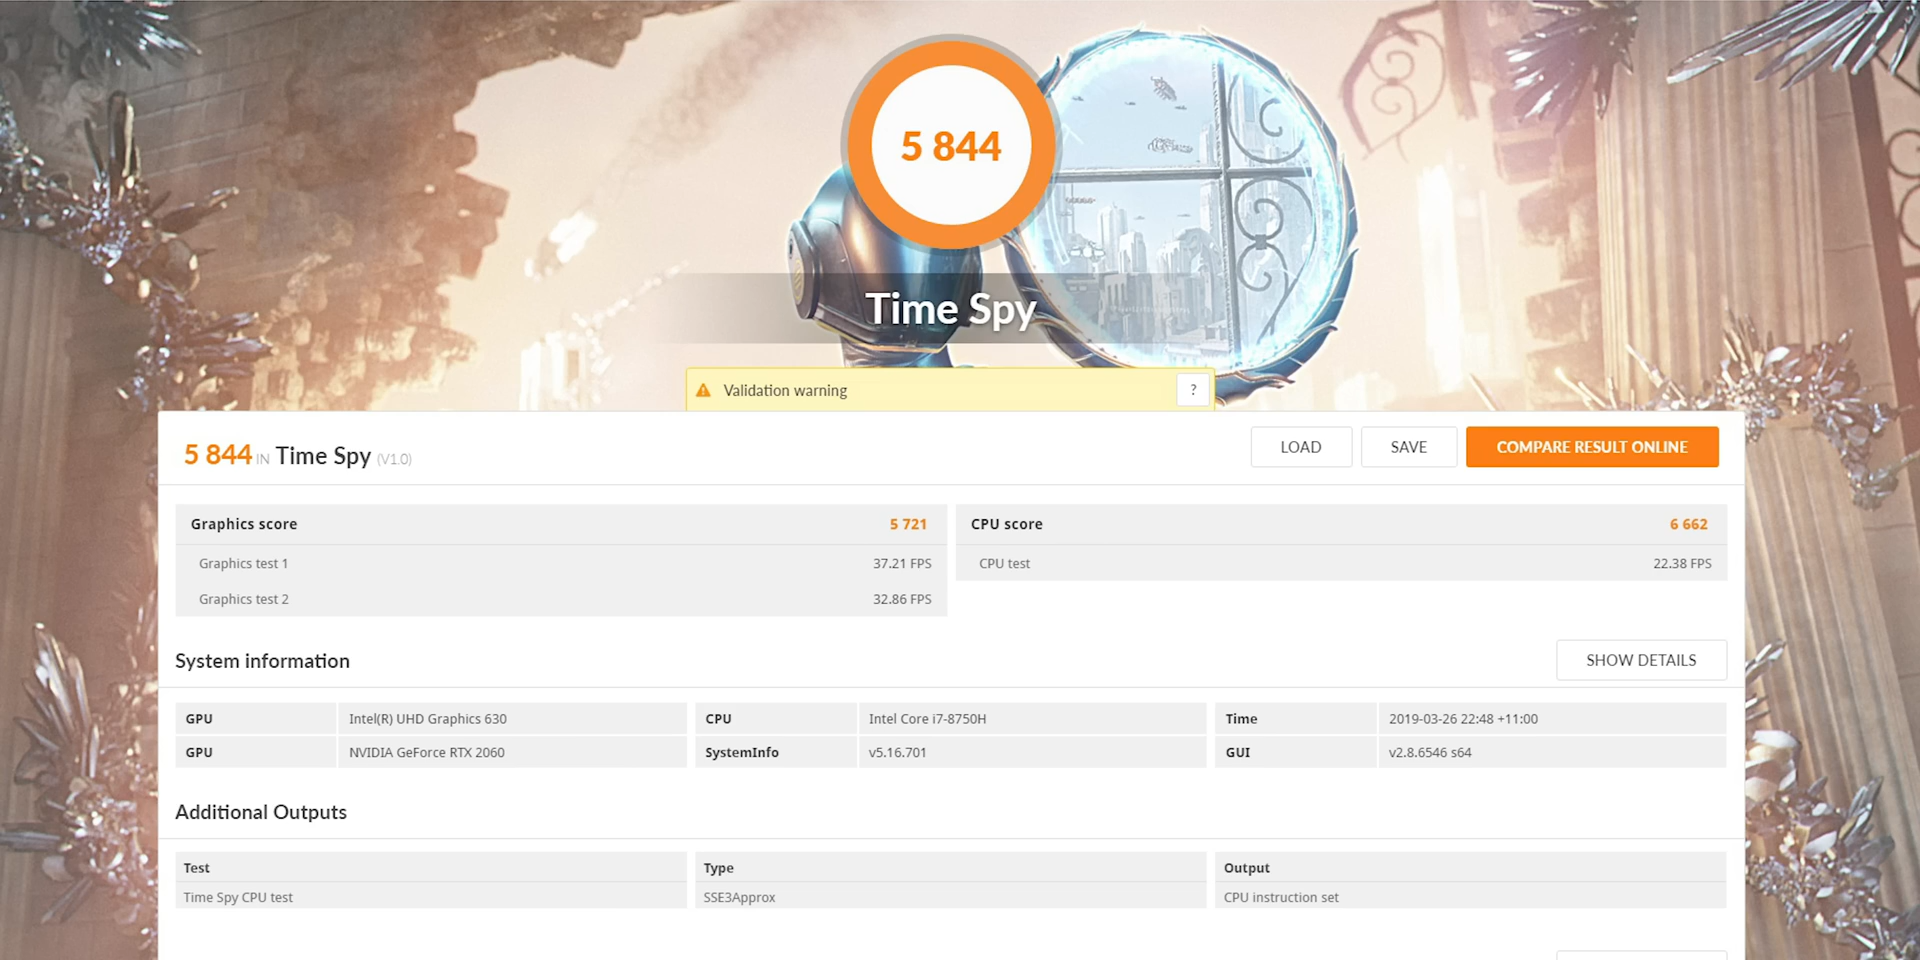 5 844
Time Spy
Validation warning ?
5 844 IN Time Spy (V1.0)
LOAD SAVE COMPARE RESULT ONLINE
Graphics score 5 721
Graphics test 1 37.21 FPS
Graphics test 2 32.86 FPS
CPU score 6 662
CPU test 22.38 FPS
System information
SHOW DETAILS
GPU Intel(R) UHD Graphics 630 CPU Intel Core i7-8750H Time 2019-03-26 22:48 +11:00
GPU NVIDIA GeForce RTX 2060 SystemInfo v5.16.701 GUI v2.8.6546 s64
Additional Outputs
Test Type Output
Time Spy CPU test SSE3Approx CPU instruction set